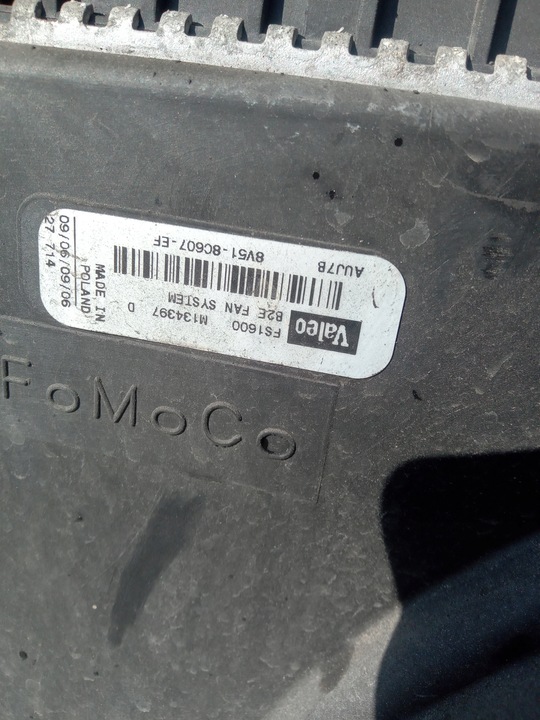 Valeo
FS1600
B2E FAN SYSTEM
M134397 D
AUJ7B
8V51-8C607-EF
MADE IN
POLAND
09/06/09/06
27 714
FoMoCo